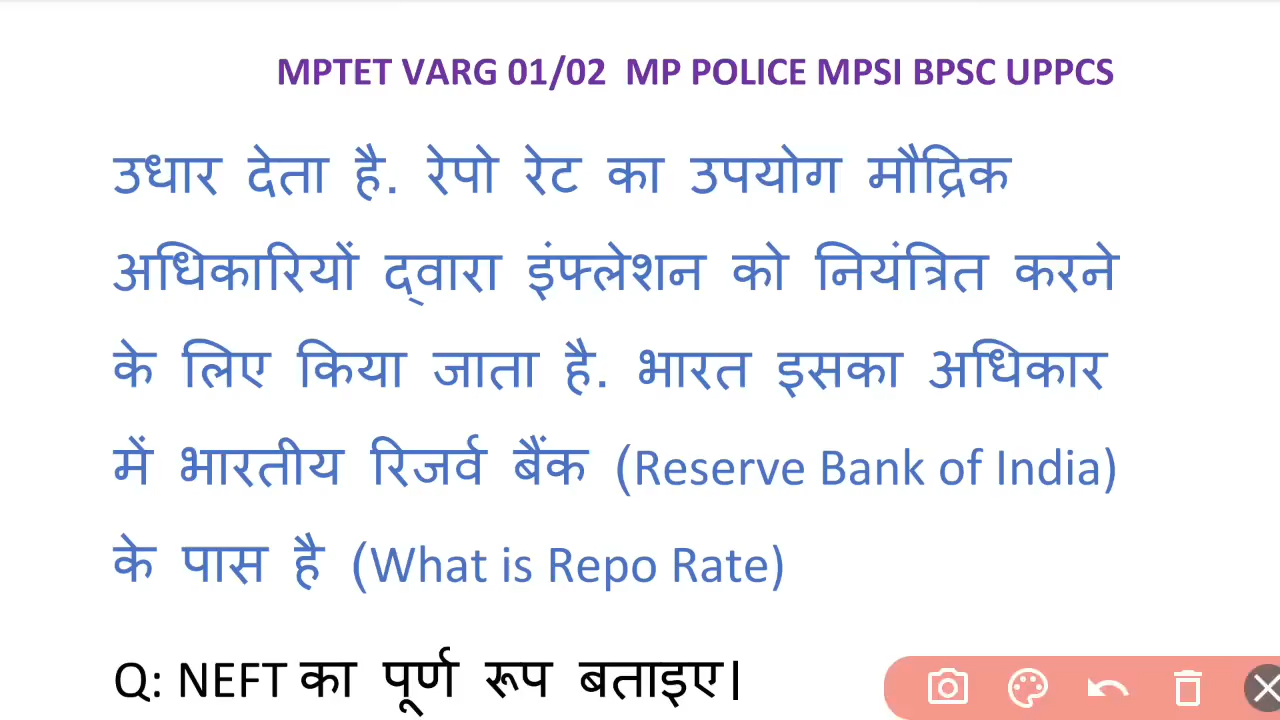 MPTET VARG 01/02 MP POLICE MPSI BPSC UPPCS
उधार देता है. रेपो रेट का उपयोग मौद्रिक
अधिकारियों द्वारा इंफ्लेशन को नियंत्रित करने
के लिए किया जाता है. भारत इसका अधिकार
में भारतीय रिजर्व बैंक (Reserve Bank of India)
के पास है (What is Repo Rate)
Q: NEFT का पूर्ण रूप बताइए।